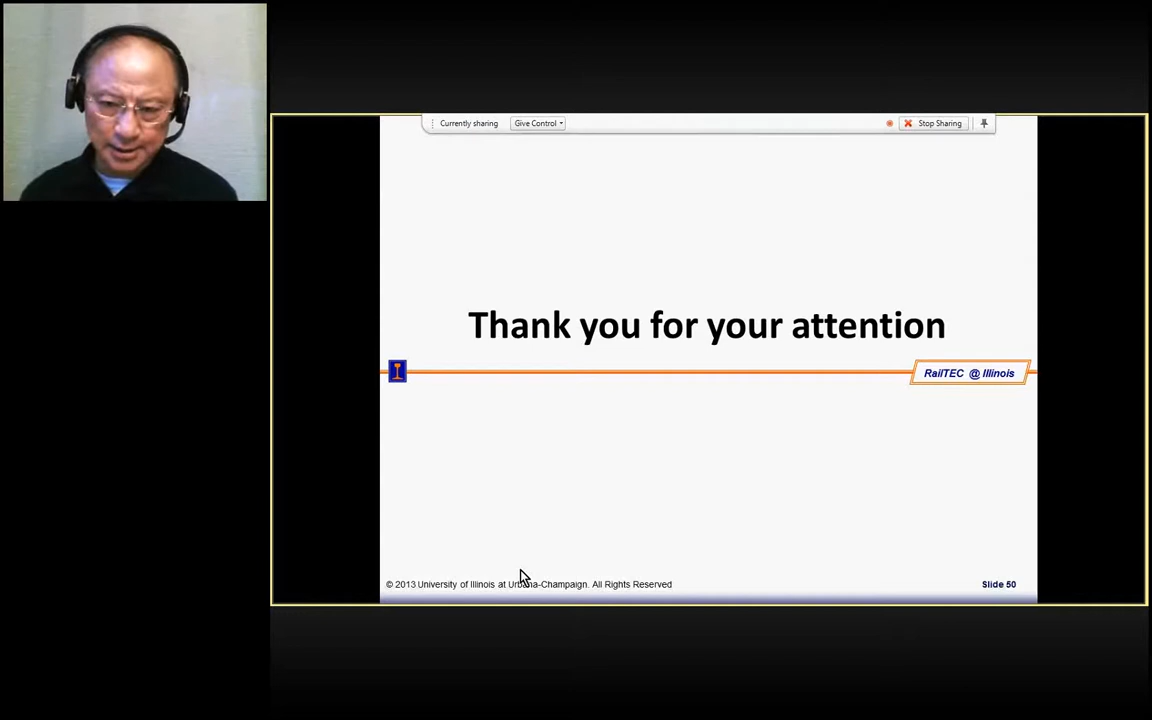 Currently sharing
Give Control
Stop Sharing
Thank you for your attention
RailTEC @ Illinois
© 2013 University of Illinois at Urbana-Champaign. All Rights Reserved
Slide 50